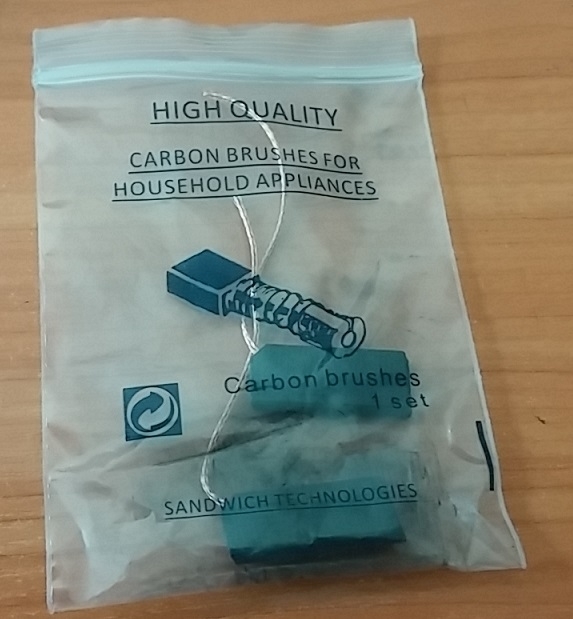 HIGH QUALITY
CARBON BRUSHES FOR
HOUSEHOLD APPLIANCES
Carbon brushes
1 set
SANDWICH TECHNOLOGIES